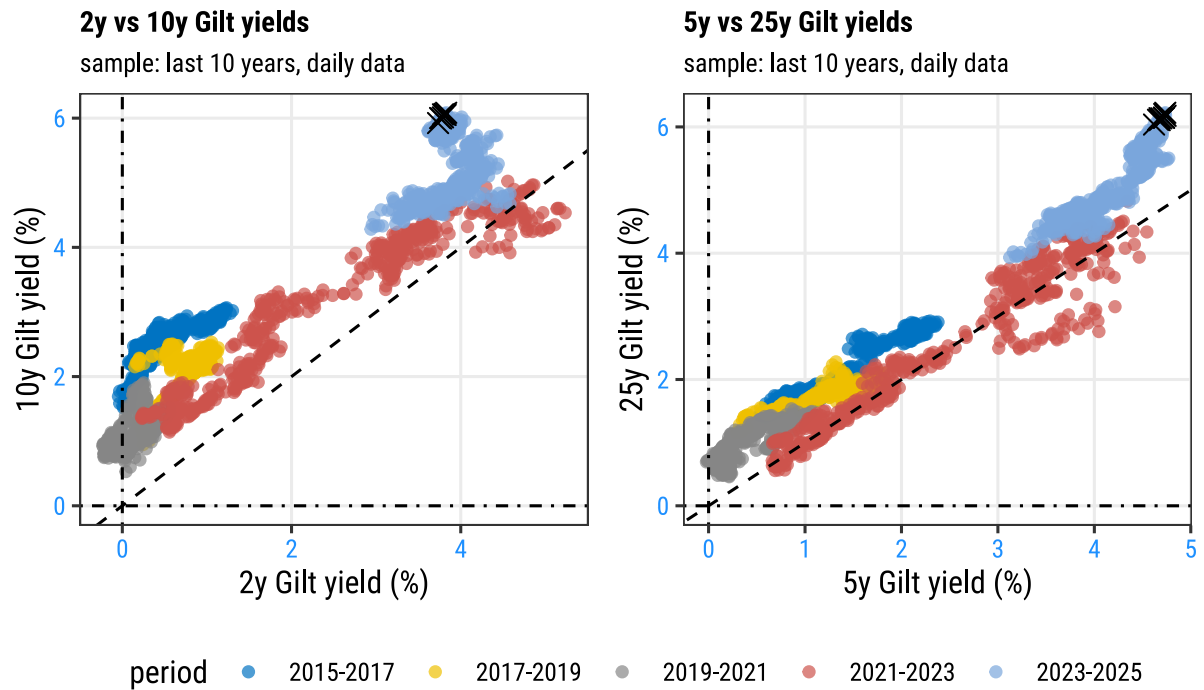 2y vs 10y Gilt yields
sample: last 10 years, daily data
10y Gilt yield (%)
6
4
2
0
0 2 4
2y Gilt yield (%)
5y vs 25y Gilt yields
sample: last 10 years, daily data
25y Gilt yield (%)
6
4
2
0
0 1 2 3 4 5
5y Gilt yield (%)
period 2015-2017 2017-2019 2019-2021 2021-2023 2023-2025